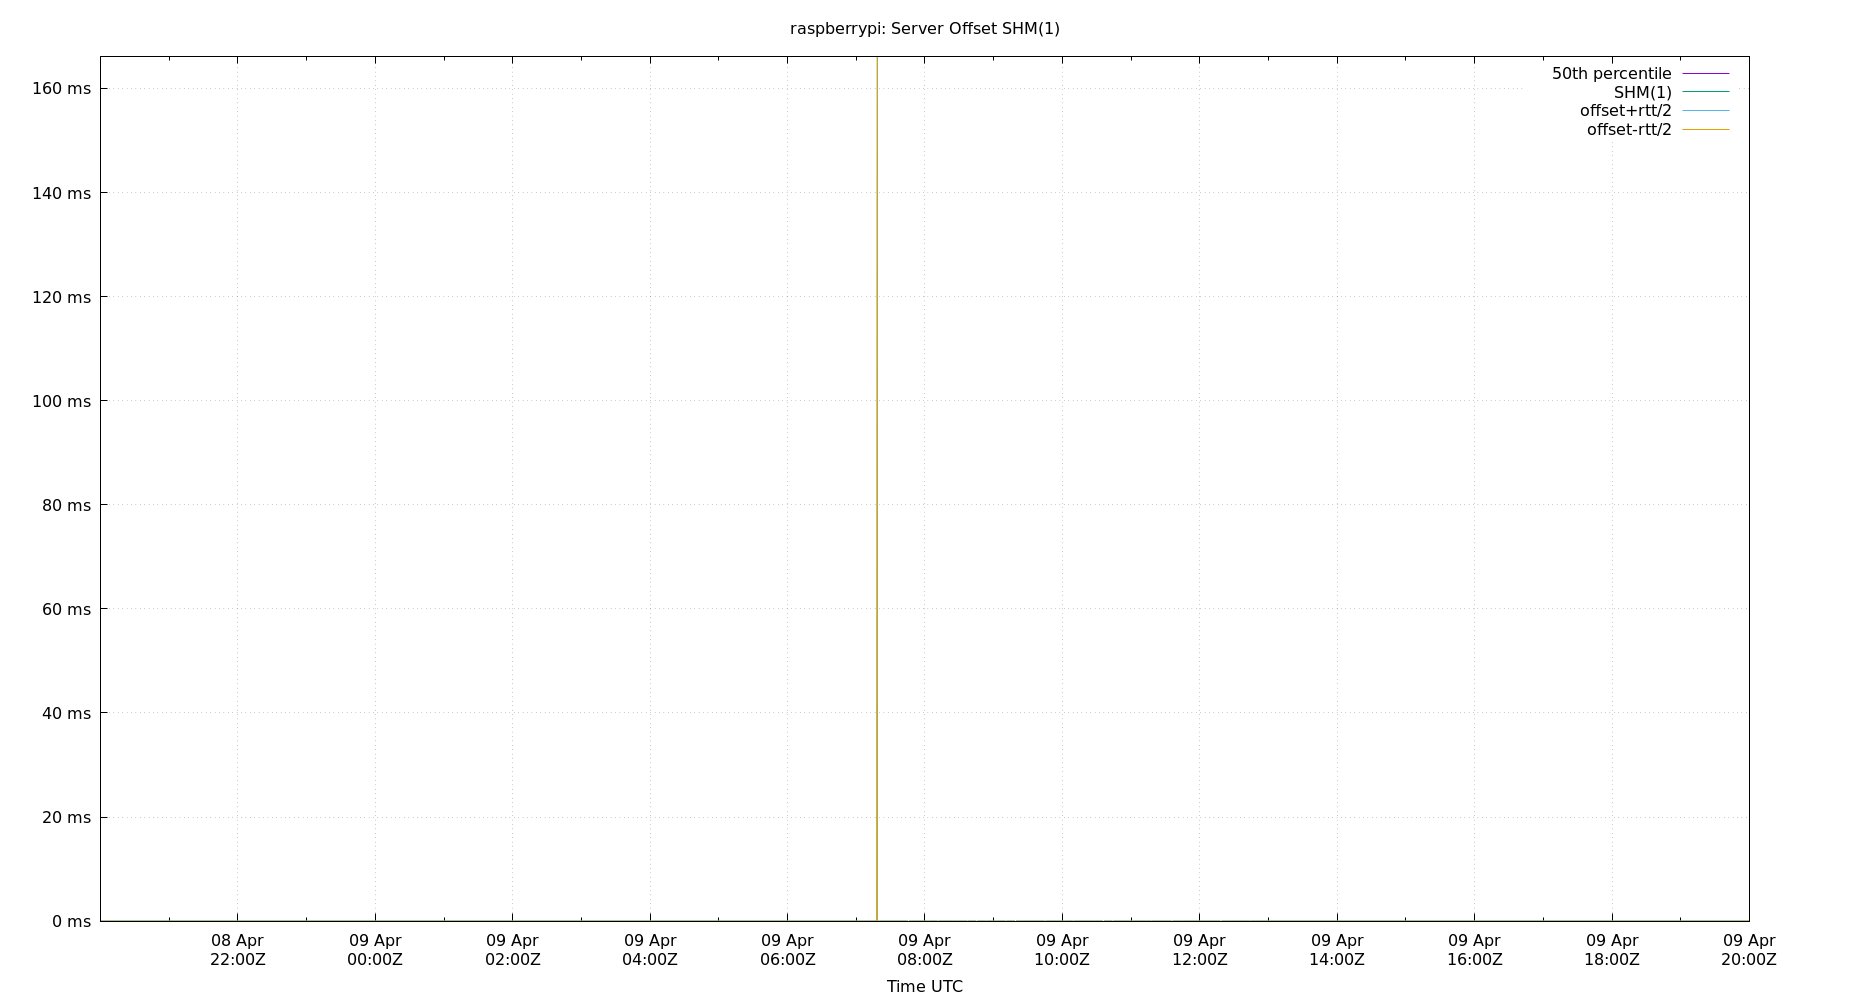 raspberrypi: Server Offset SHM(1)
50th percentile
SHM(1)
offset+rtt/2
offset-rtt/2
160 ms
140 ms
120 ms
100 ms
80 ms
60 ms
40 ms
20 ms
0 ms
08 Apr 09 Apr 09 Apr 09 Apr 09 Apr 09 Apr 09 Apr 09 Apr 09 Apr 09 Apr 09 Apr 09 Apr
22:00Z 00:00Z 02:00Z 04:00Z 06:00Z 08:00Z 10:00Z 12:00Z 14:00Z 16:00Z 18:00Z 20:00Z
Time UTC